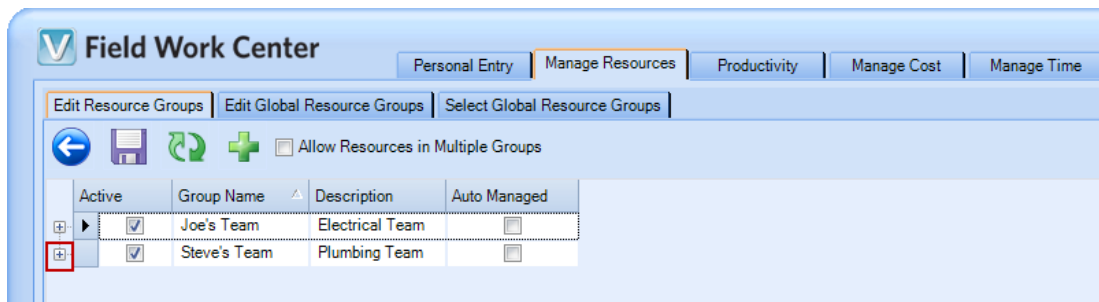 V Field Work Center
Personal Entry Manage Resources Productivity Manage Cost Manage Time
Edit Resource Groups Edit Global Resource Groups Select Global Resource Groups
Allow Resources in Multiple Groups
Active Group Name Description Auto Managed
Joe's Team Electrical Team
Steve's Team Plumbing Team